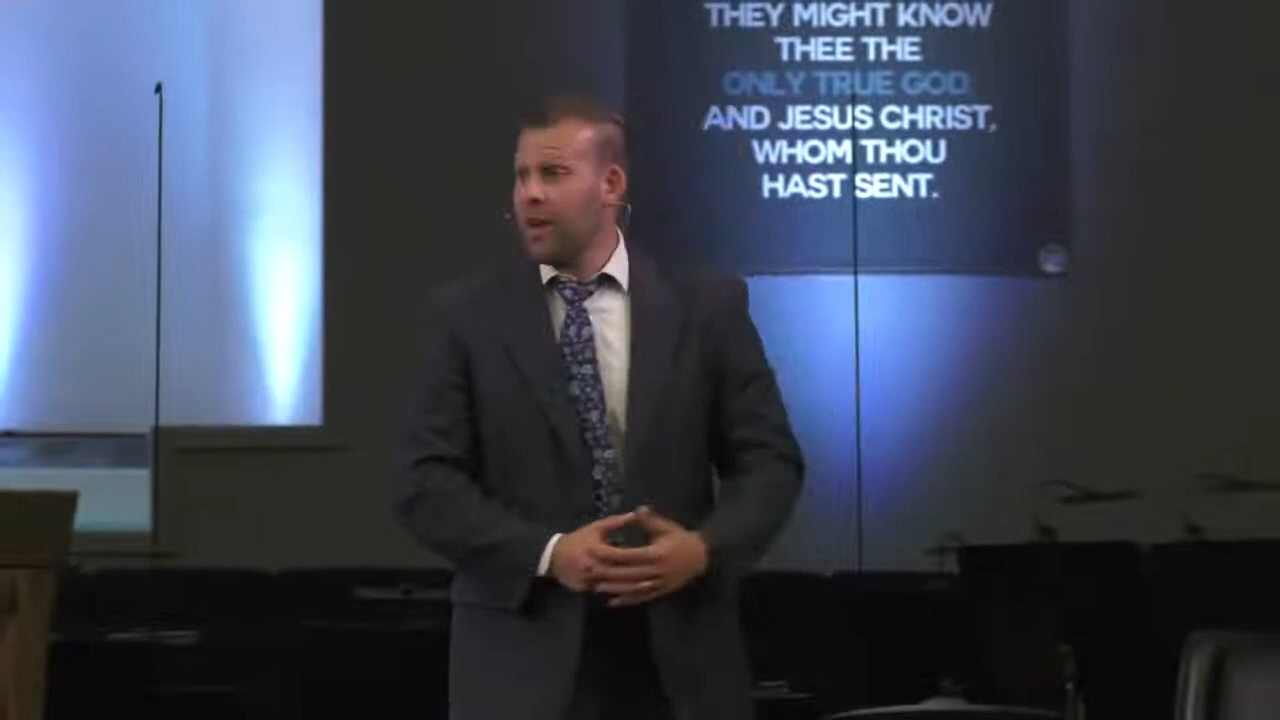 THEY MIGHT KNOW
THEE THE
ONLY TRUE GOD,
AND JESUS CHRIST,
WHOM THOU
HAST SENT.